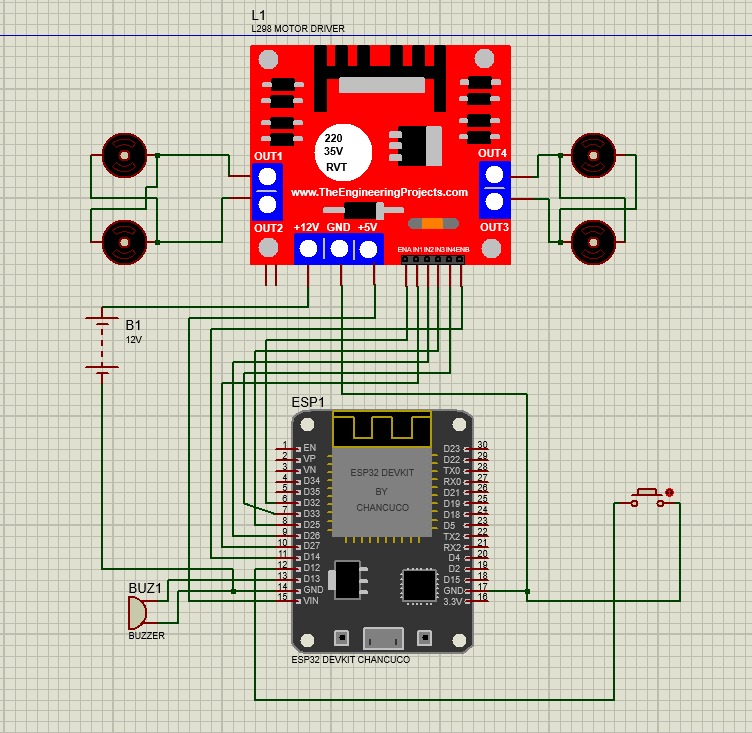 L1
L298 MOTOR DRIVER
220
35V
RVT
OUT1
OUT4
www.TheEngineeringProjects.com
OUT2
+12V GND +5V
OUT3
ENA IN1 IN2 IN3 IN4 ENB
B1
12V
ESP1
1 EN D23 30
2 VP D22 29
3 VN TX0 28
4 D34 RX0 27
5 D35 D21 26
6 D32 D19 25
7 D33 D18 24
8 D25 D5 23
9 D26 TX2 22
10 D27 RX2 21
11 D14 D4 20
12 D12 D2 19
13 D13 D15 18
14 GND GND 17
15 VIN 3.3V 16
ESP32 DEVKIT
BY
CHANCUCO
BUZ1
BUZZER
ESP32 DEVKIT CHANCUCO